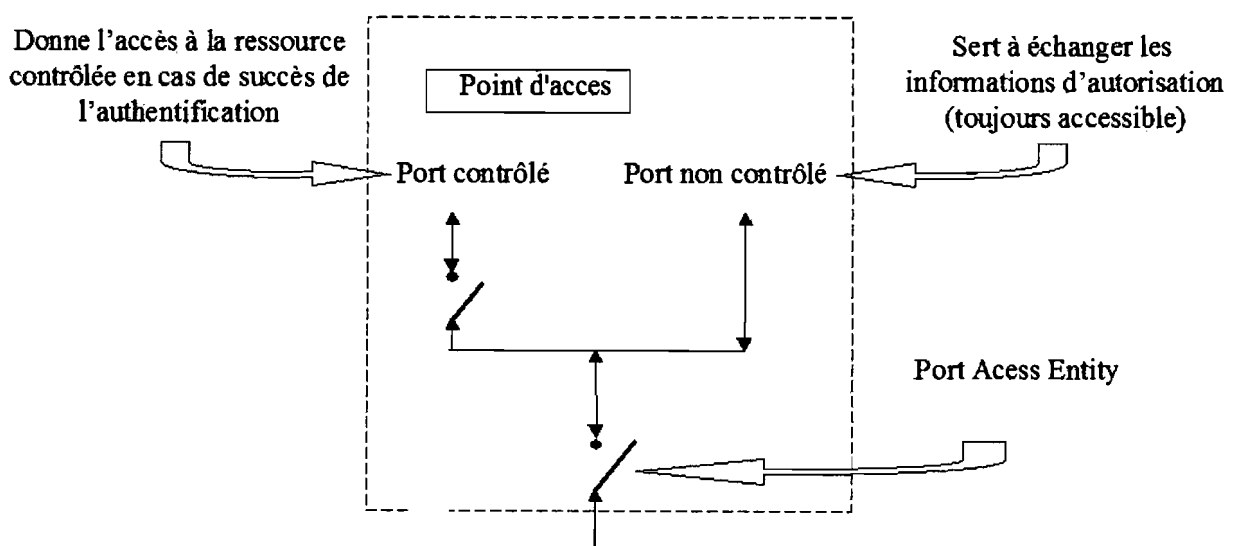 Donne l'accès à la ressource
contrôlée en cas de succès de
l'authentification
Point d'acces
Sert à échanger les
informations d'autorisation
(toujours accessible)
Port contrôlé
Port non contrôlé
Port Acess Entity